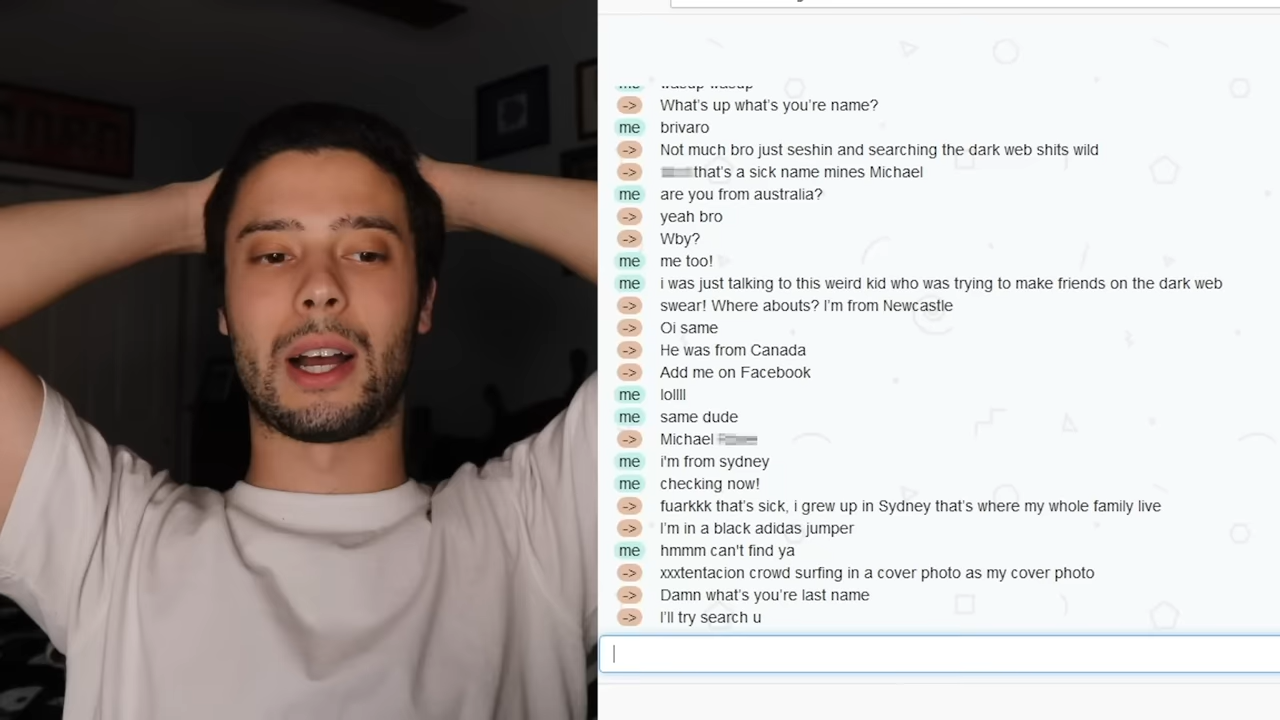 -> What's up what's you're name?
me brivaro
-> Not much bro just seshin and searching the dark web shits wild
-> that's a sick name mines Michael
me are you from australia?
-> yeah bro
-> Wby?
me me too!
me i was just talking to this weird kid who was trying to make friends on the dark web
-> swear! Where abouts? I'm from Newcastle
-> Oi same
-> He was from Canada
-> Add me on Facebook
me lollll
me same dude
-> Michael
me i'm from sydney
me checking now!
-> fuarkkk that's sick, i grew up in Sydney that's where my whole family live
-> I'm in a black adidas jumper
me hmmm can't find ya
-> xxxtentacion crowd surfing in a cover photo as my cover photo
-> Damn what's you're last name
-> I'll try search u